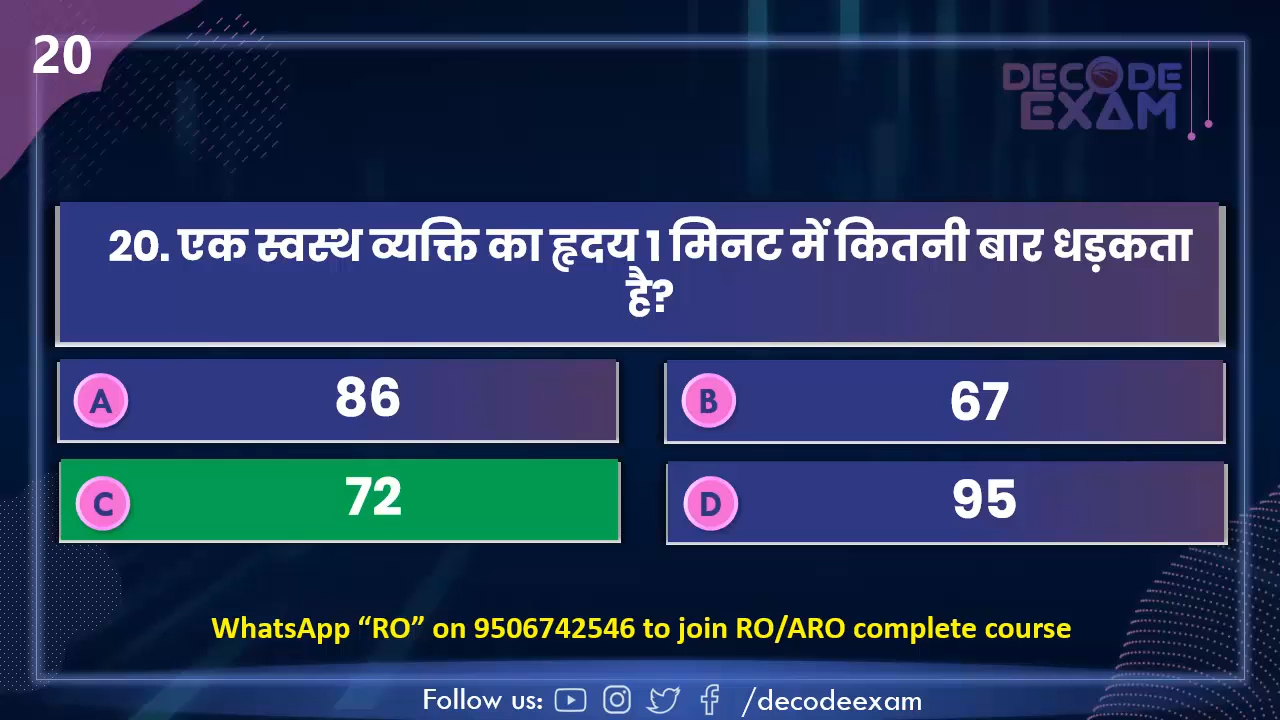 20
DECODE
EXAM
20. एक स्वस्थ व्यक्ति का हृदय 1 मिनट में कितनी बार धड़कता
है?
A 86
B 67
C 72
D 95
WhatsApp “RO” on 9506742546 to join RO/ARO complete course
Follow us: /decodeexam